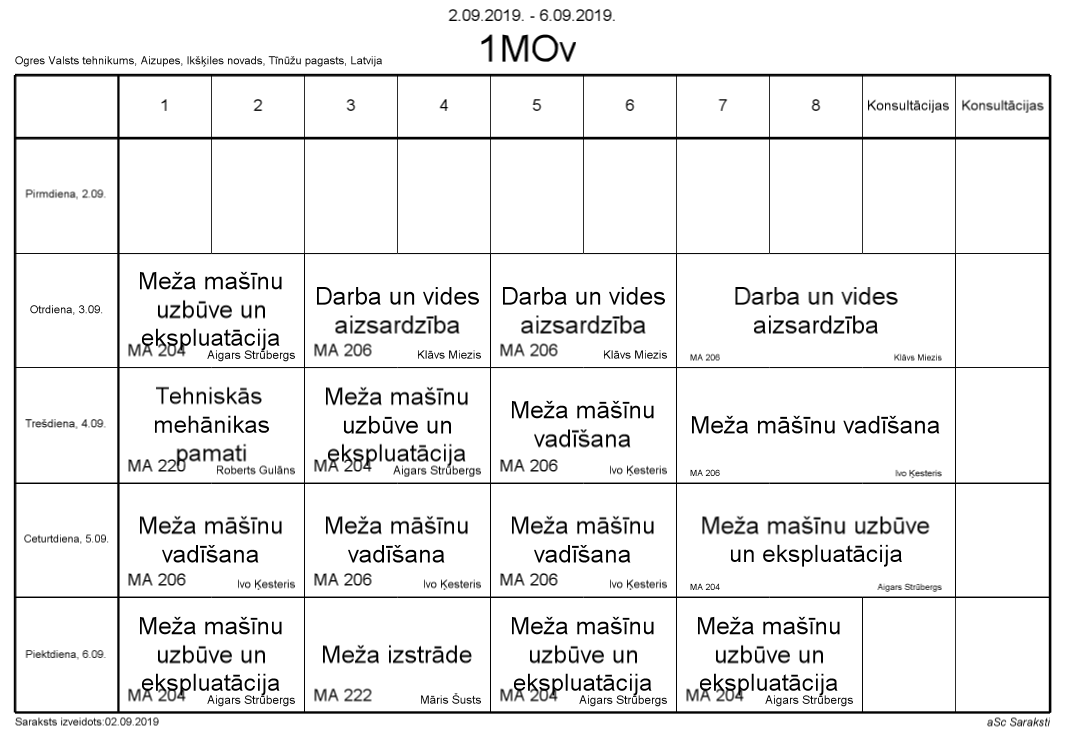 2.09.2019. - 6.09.2019.
1MOv
Ogres Valsts tehnikums, Aizupes, Ikšķiles novads, Tīnūžu pagasts, Latvija
1 2 3 4 5 6 7 8 Konsultācijas Konsultācijas
Pirmdiena, 2.09.
Otrdiena, 3.09.
Meža mašīnu
uzbūve un
ekspluatācija
MA 204 Aigars Strūbergs
Darba un vides
aizsardzība
MA 206 Klāvs Miezis
Darba un vides
aizsardzība
MA 206 Klāvs Miezis
Darba un vides
aizsardzība
MA 206 Klāvs Miezis
Trešdiena, 4.09.
Tehniskās
mehānikas
pamati
MA 220 Roberts Gulāns
Meža mašīnu
uzbūve un
ekspluatācija
MA 204 Aigars Strūbergs
Meža māšīnu
vadīšana
MA 206 Ivo Ķesteris
Meža māšīnu vadīšana
MA 206 Ivo Ķesteris
Ceturtdiena, 5.09.
Meža māšīnu
vadīšana
MA 206 Ivo Ķesteris
Meža māšīnu
vadīšana
MA 206 Ivo Ķesteris
Meža māšīnu
vadīšana
MA 206 Ivo Ķesteris
Meža mašīnu uzbūve
un ekspluatācija
MA 204 Aigars Strūbergs
Piektdiena, 6.09.
Meža mašīnu
uzbūve un
ekspluatācija
MA 204 Aigars Strūbergs
Meža izstrāde
MA 222 Māris Šusts
Meža mašīnu
uzbūve un
ekspluatācija
MA 204 Aigars Strūbergs
Meža mašīnu
uzbūve un
ekspluatācija
MA 204 Aigars Strūbergs
Saraksts izveidots:02.09.2019
aSc Saraksti